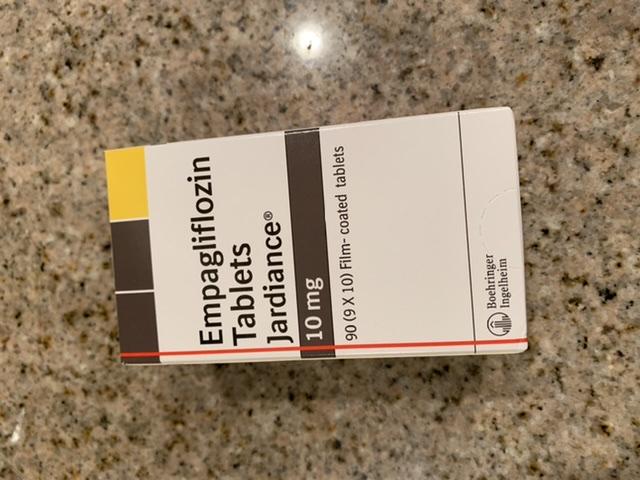 Empagliflozin
Tablets
Jardiance®
10 mg
90 (9 X 10) Film- coated tablets
Boehringer
Ingelheim